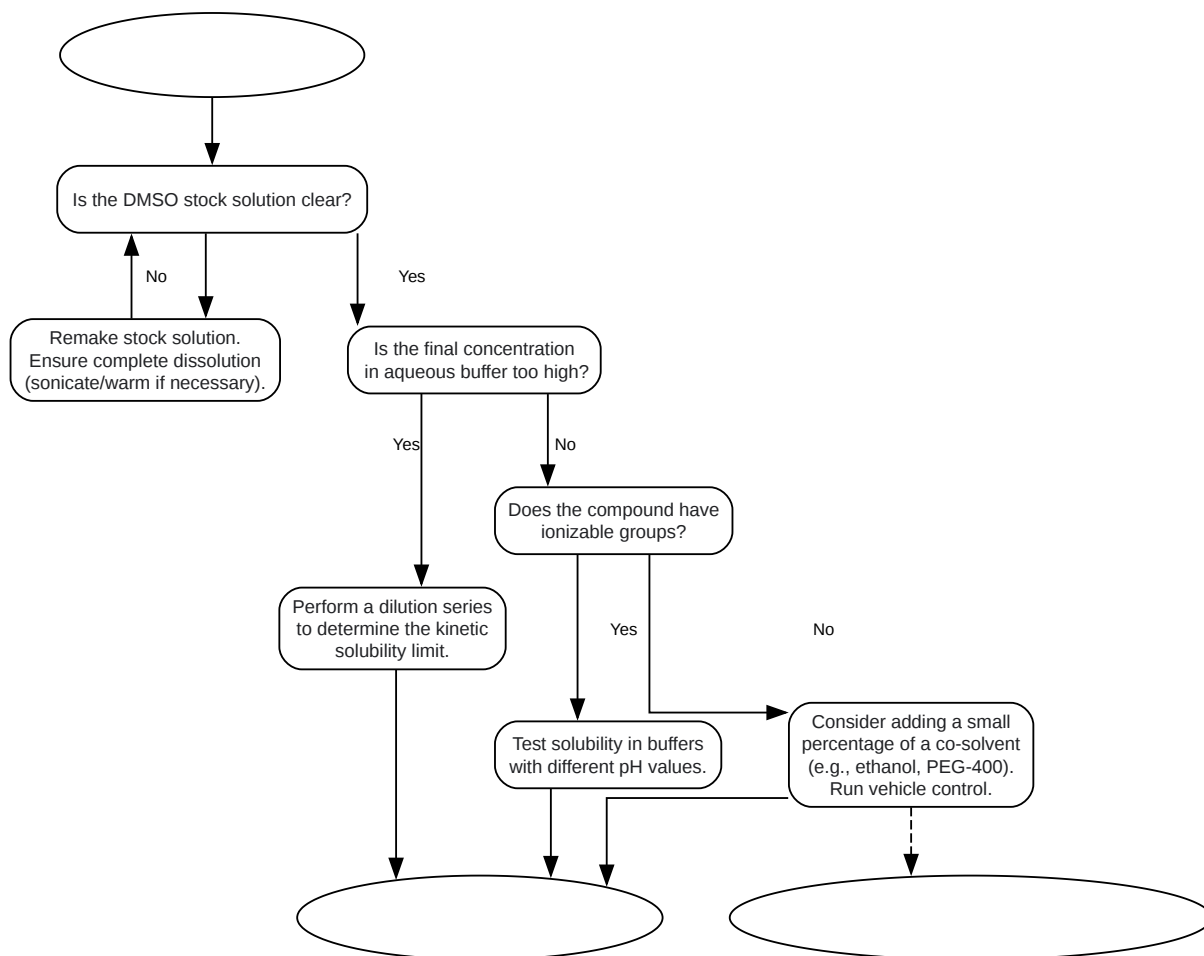 Is the DMSO stock solution clear?
No
Yes
Remake stock solution.
Ensure complete dissolution
(sonicate/warm if necessary).
Is the final concentration
in aqueous buffer too high?
Yes
No
Does the compound have
ionizable groups?
Perform a dilution series
to determine the kinetic
solubility limit.
Yes
No
Test solubility in buffers
with different pH values.
Consider adding a small
percentage of a co-solvent
(e.g., ethanol, PEG-400).
Run vehicle control.